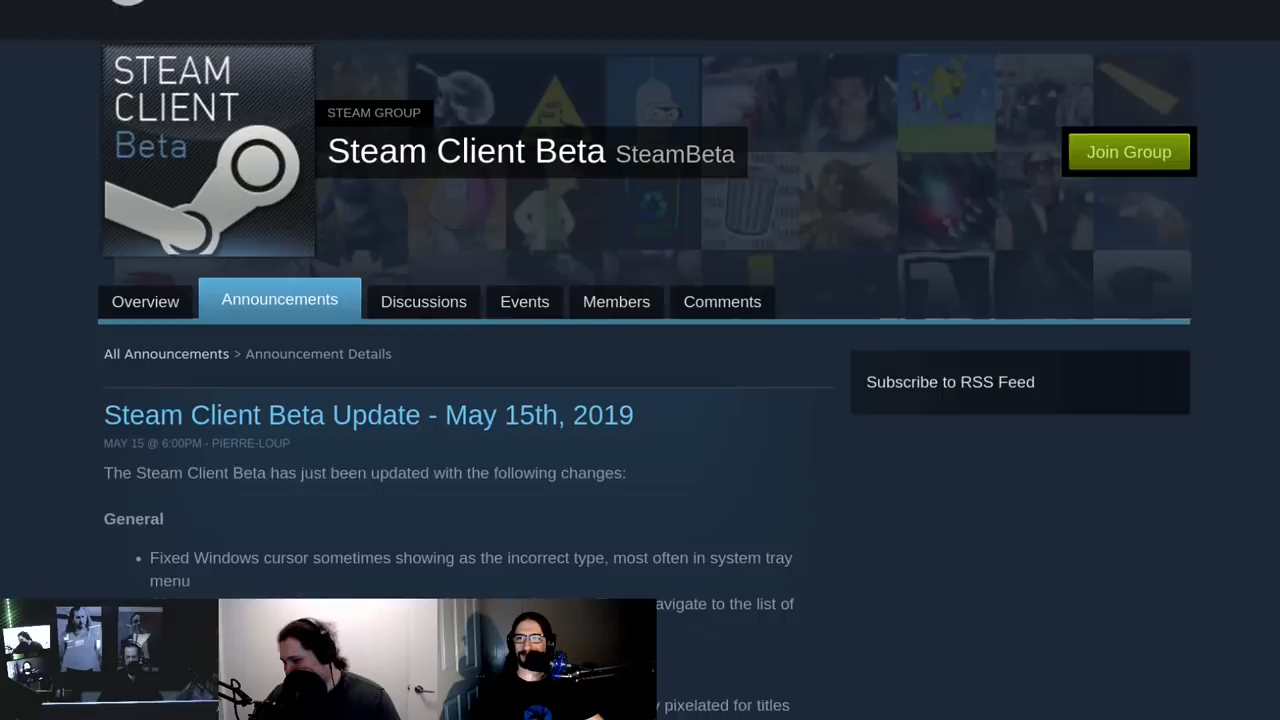 STEAM
CLIENT
Beta
STEAM GROUP
Steam Client Beta SteamBeta
Join Group
Overview
Announcements
Discussions
Events
Members
Comments
All Announcements > Announcement Details
Subscribe to RSS Feed
Steam Client Beta Update - May 15th, 2019
MAY 15 @ 6:00PM - PIERRE-LOUP
The Steam Client Beta has just been updated with the following changes:
General
• Fixed Windows cursor sometimes showing as the incorrect type, most often in system tray
menu
to the list of
pixelated for titles